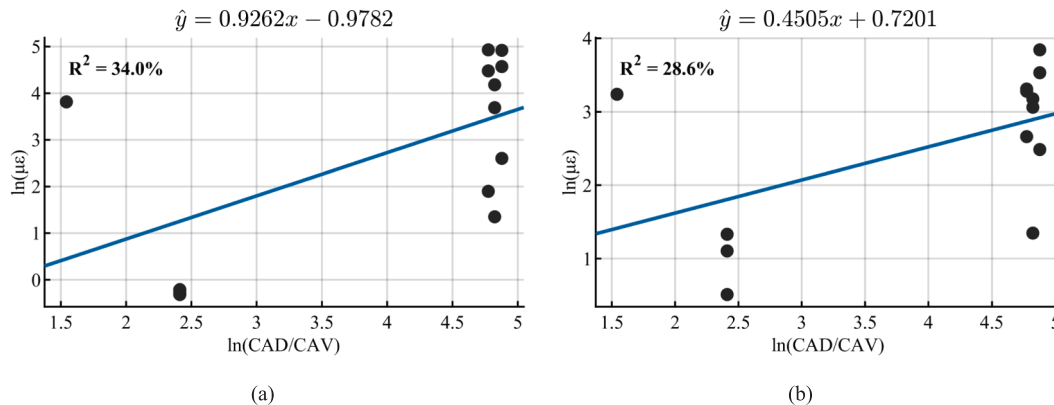 ŷ = 0.9262x − 0.9782
R² = 34.0%
ln(με)
5
4
3
2
1
0
1.5 2 2.5 3 3.5 4 4.5 5
ln(CAD/CAV)
(a)
ŷ = 0.4505x + 0.7201
R² = 28.6%
ln(με)
4
3
2
1
1.5 2 2.5 3 3.5 4 4.5 5
ln(CAD/CAV)
(b)